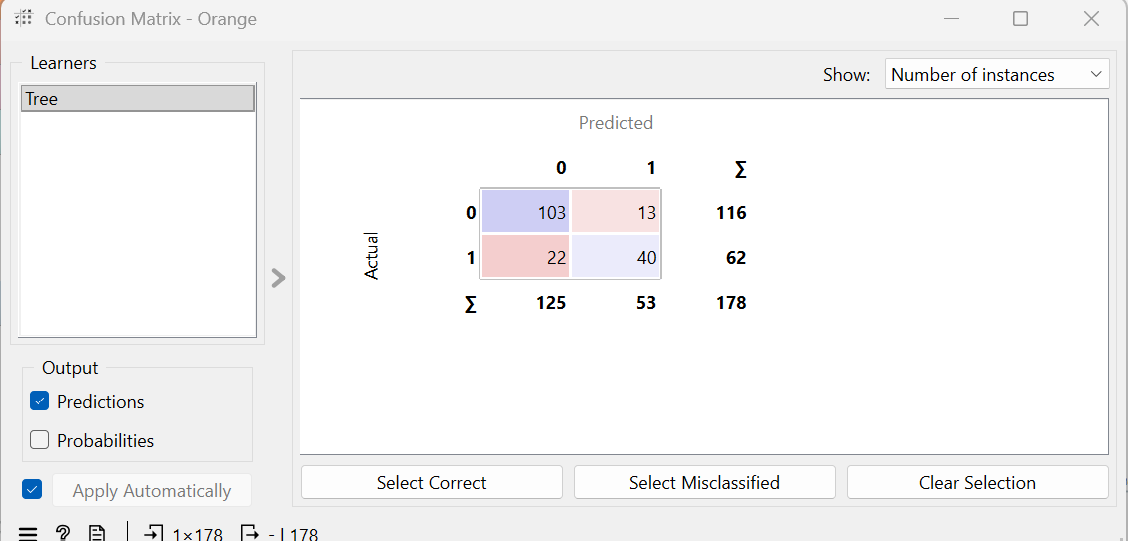 Confusion Matrix - Orange
Learners
Tree
Show: Number of instances
Predicted
0 1 ∑
0 103 13 116
Actual
1 22 40 62
∑ 125 53 178
Output
Predictions
Probabilities
Apply Automatically
Select Correct Select Misclassified Clear Selection
? 1×178 - | 178